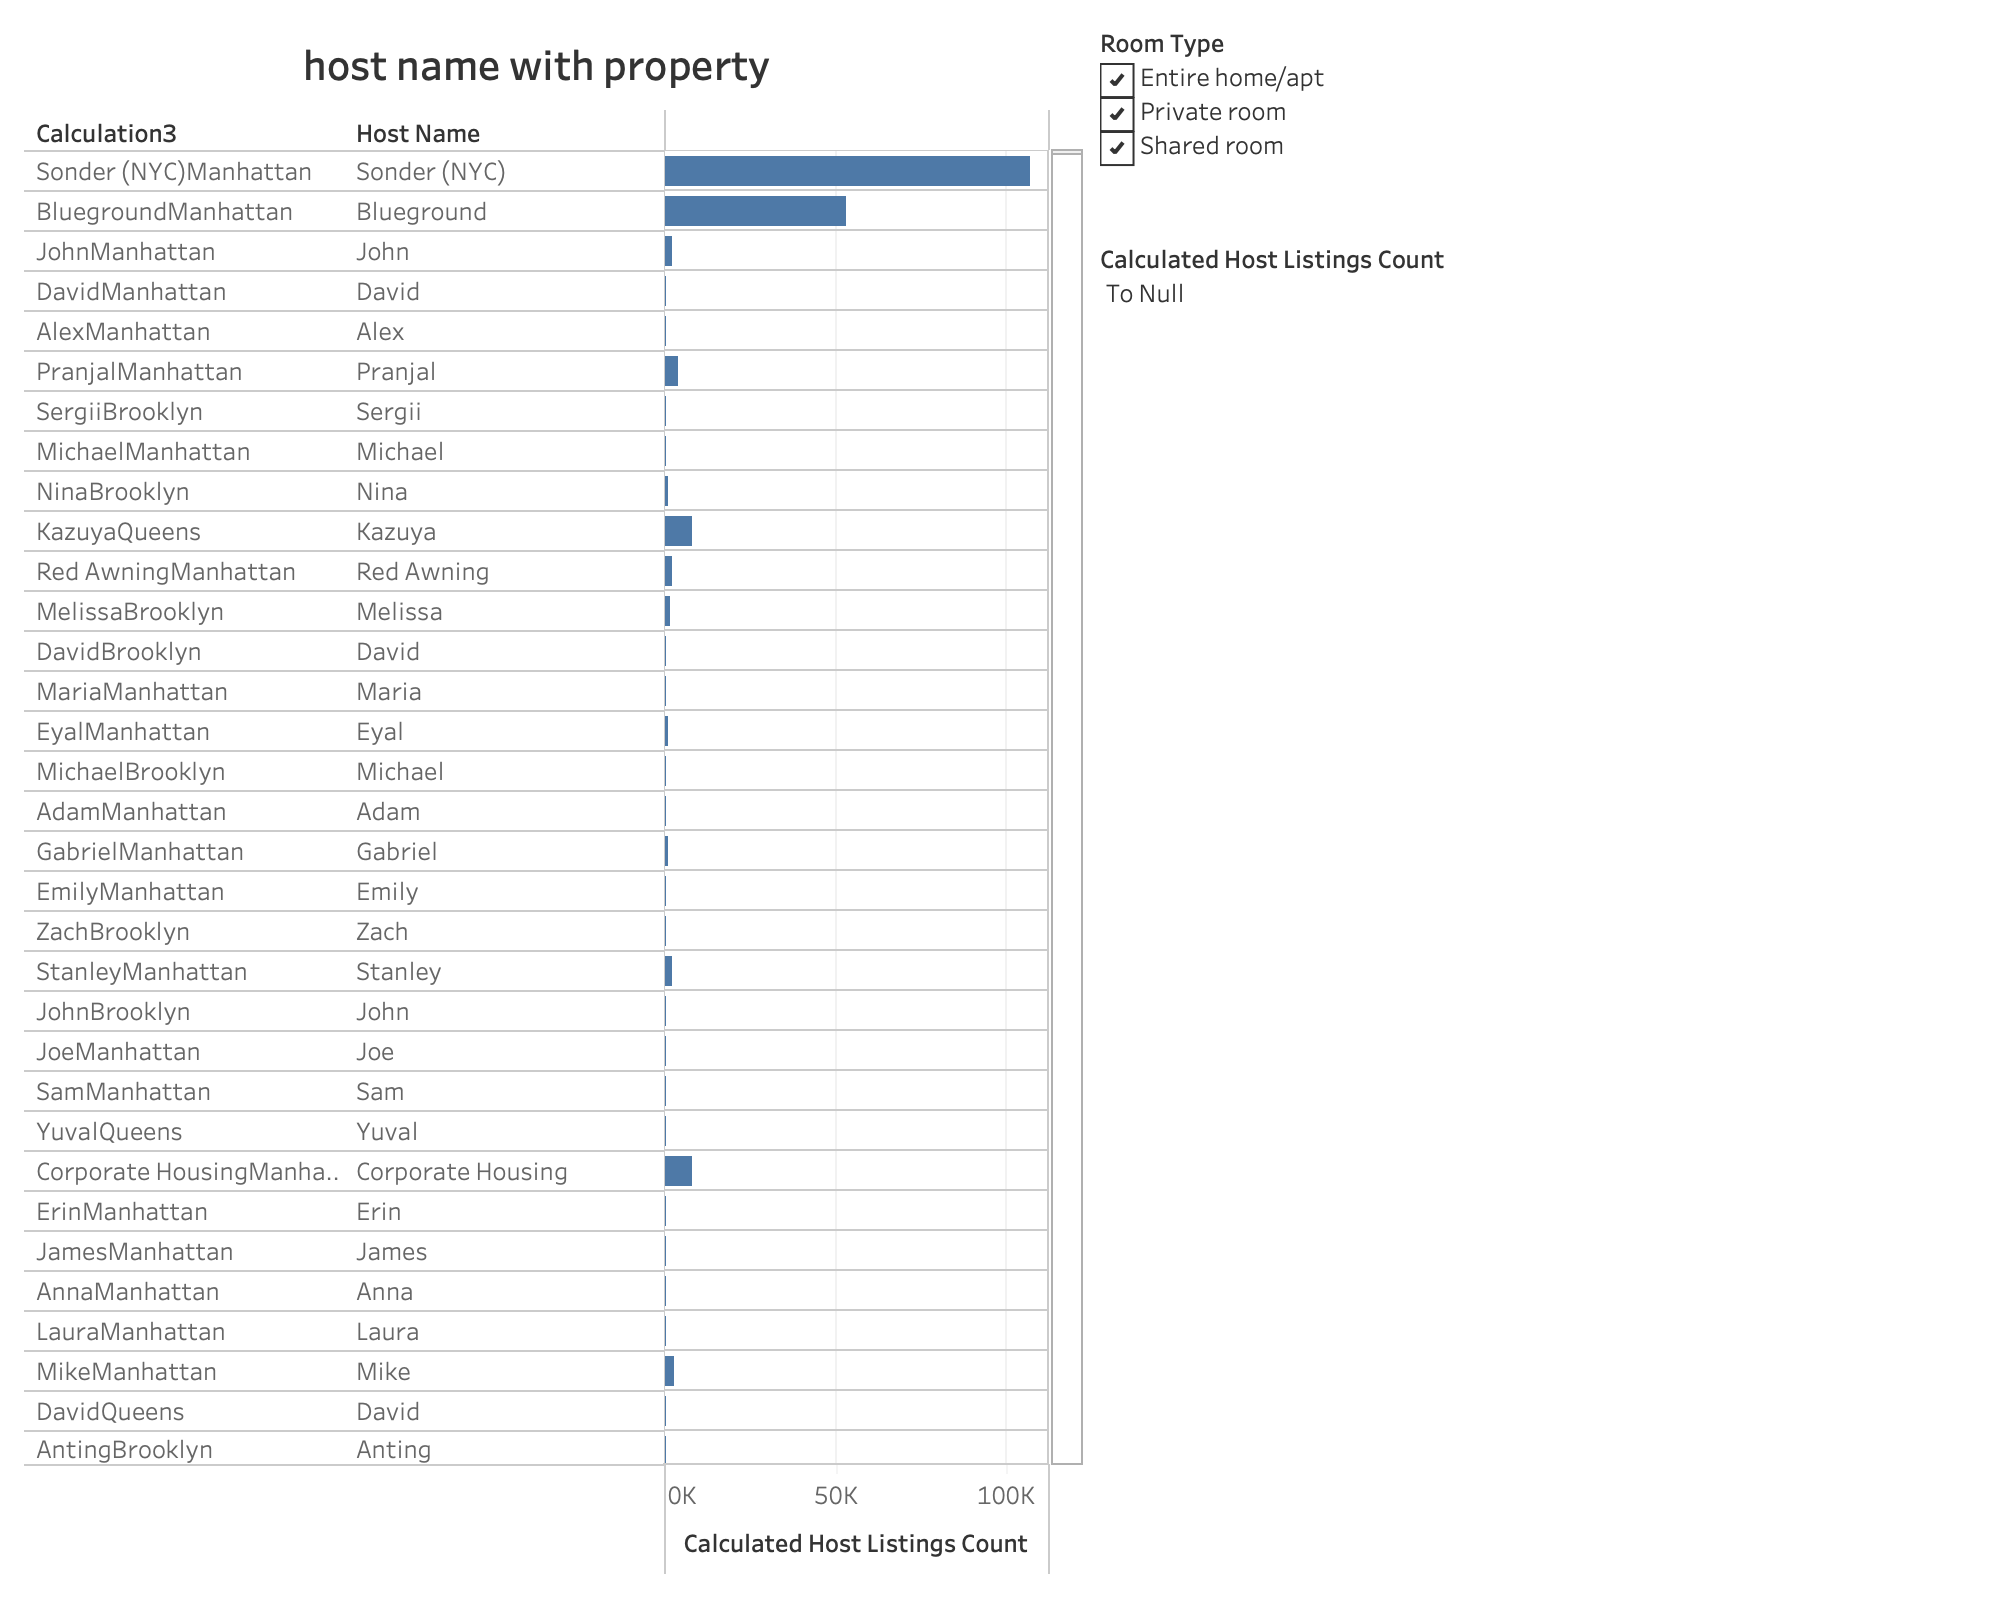 host name with property
Calculation3 Host Name
Sonder (NYC)Manhattan Sonder (NYC)
BluegroundManhattan Blueground
JohnManhattan John
DavidManhattan David
AlexManhattan Alex
PranjalManhattan Pranjal
SergiiBrooklyn Sergii
MichaelManhattan Michael
NinaBrooklyn Nina
KazuyaQueens Kazuya
Red AwningManhattan Red Awning
MelissaBrooklyn Melissa
DavidBrooklyn David
MariaManhattan Maria
EyalManhattan Eyal
MichaelBrooklyn Michael
AdamManhattan Adam
GabrielManhattan Gabriel
EmilyManhattan Emily
ZachBrooklyn Zach
StanleyManhattan Stanley
JohnBrooklyn John
JoeManhattan Joe
SamManhattan Sam
YuvalQueens Yuval
Corporate HousingManha.. Corporate Housing
ErinManhattan Erin
JamesManhattan James
AnnaManhattan Anna
LauraManhattan Laura
MikeManhattan Mike
DavidQueens David
AntingBrooklyn Anting
0K 50K 100K
Calculated Host Listings Count
Room Type
Entire home/apt
Private room
Shared room
Calculated Host Listings Count
To Null